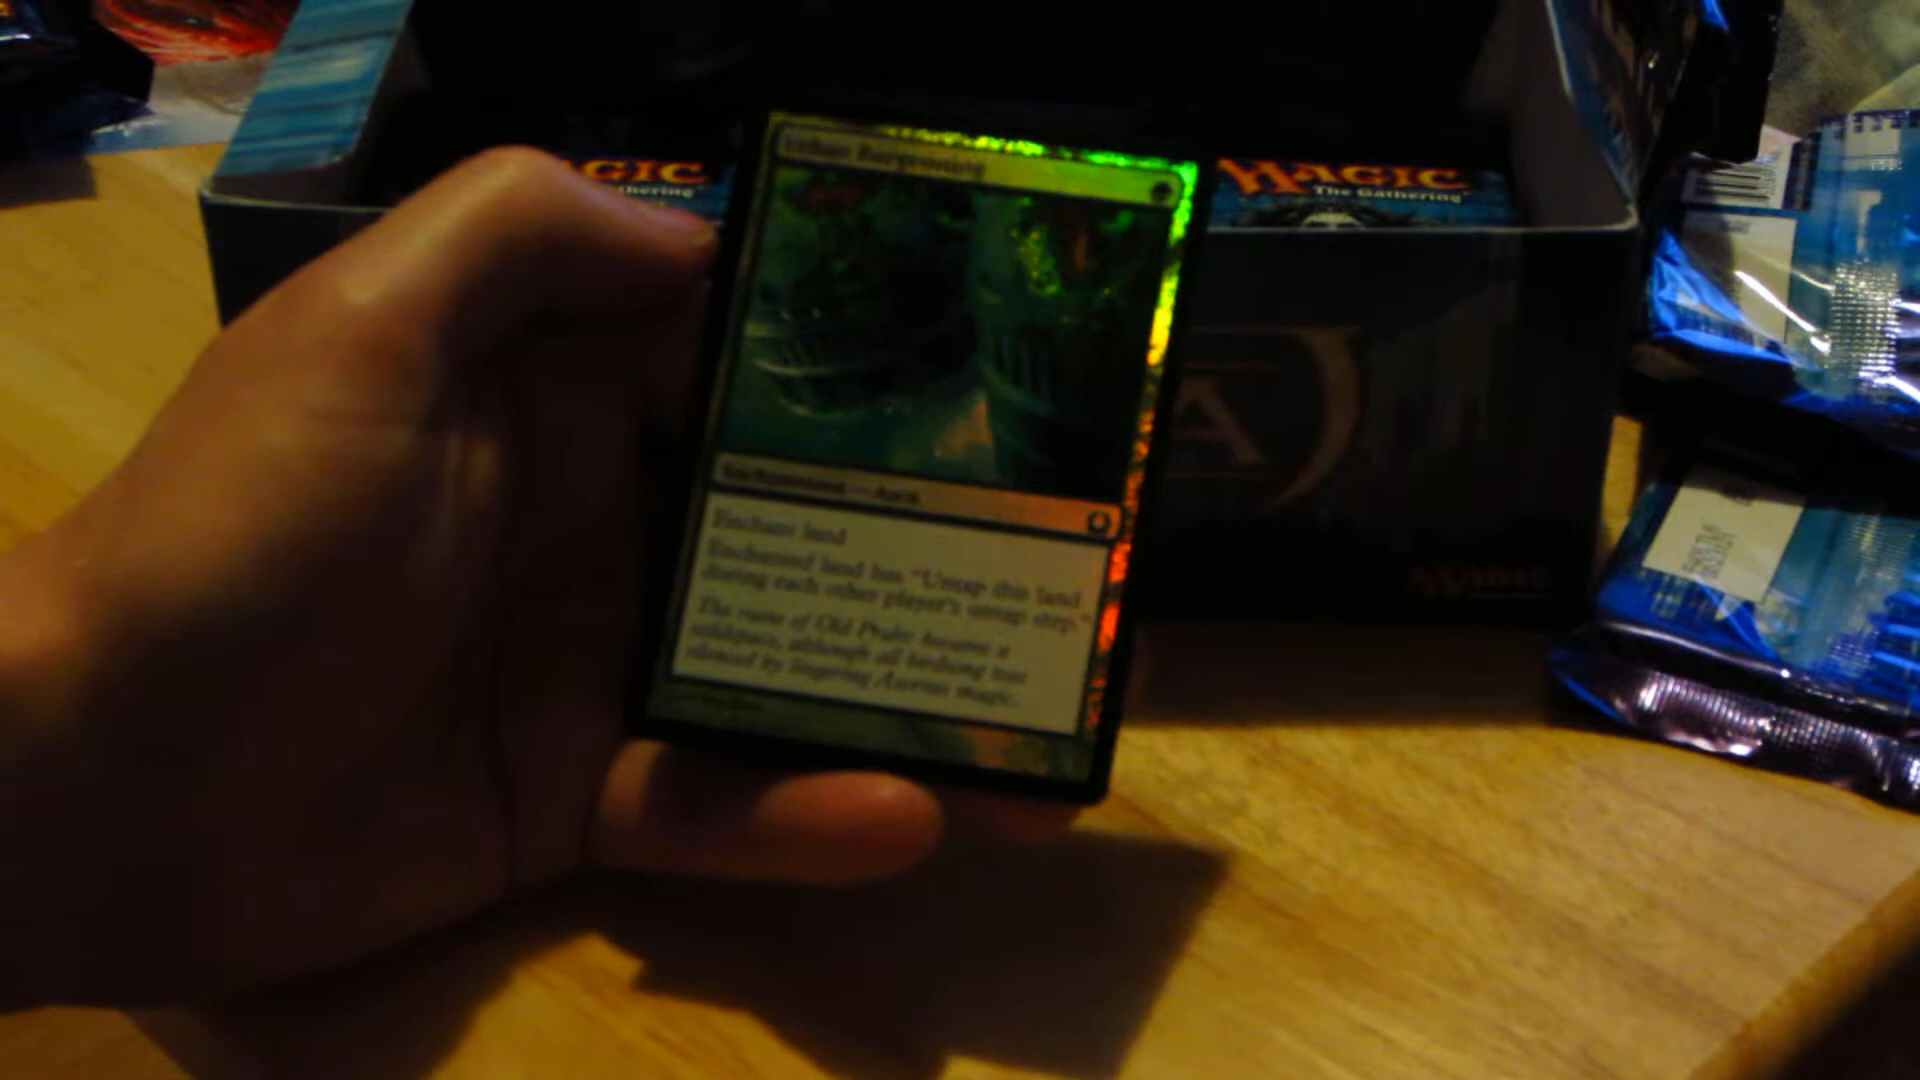 MAGIC
The Gathering
MAGIC
The Gathering
Urban Burgeoning
Enchantment — Aura
Enchant land
Enchanted land has "Untap this land
during each other player's untap step."
The ruins of Old Prahv became a
wildspace, although all birdsong was
silenced by lingering Azorius magic.
A
MAGIC